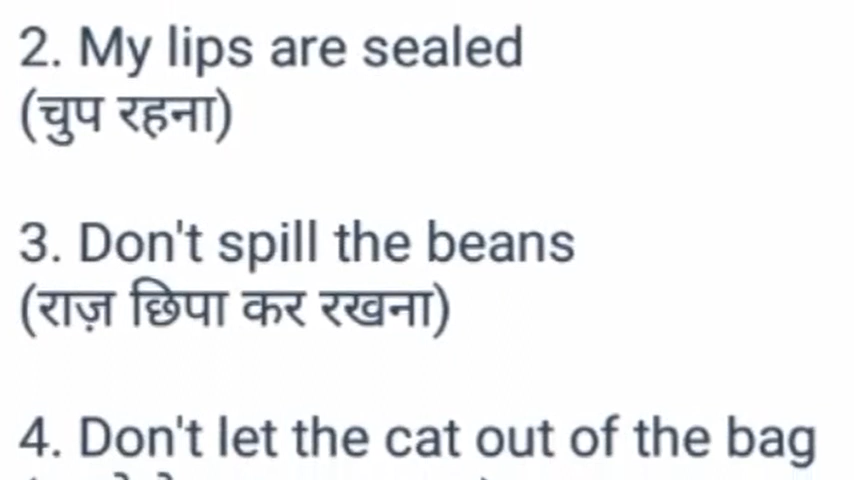 2. My lips are sealed
(चुप रहना)
3. Don't spill the beans
(राज़ छिपा कर रखना)
4. Don't let the cat out of the bag